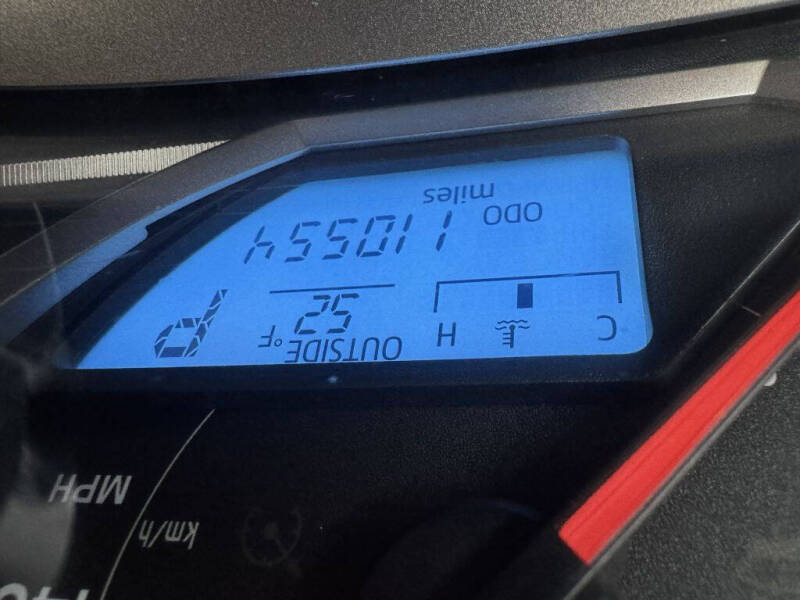 km/h
MPH
C H
OUTSIDE
52 °F
P
ODO 110554
miles